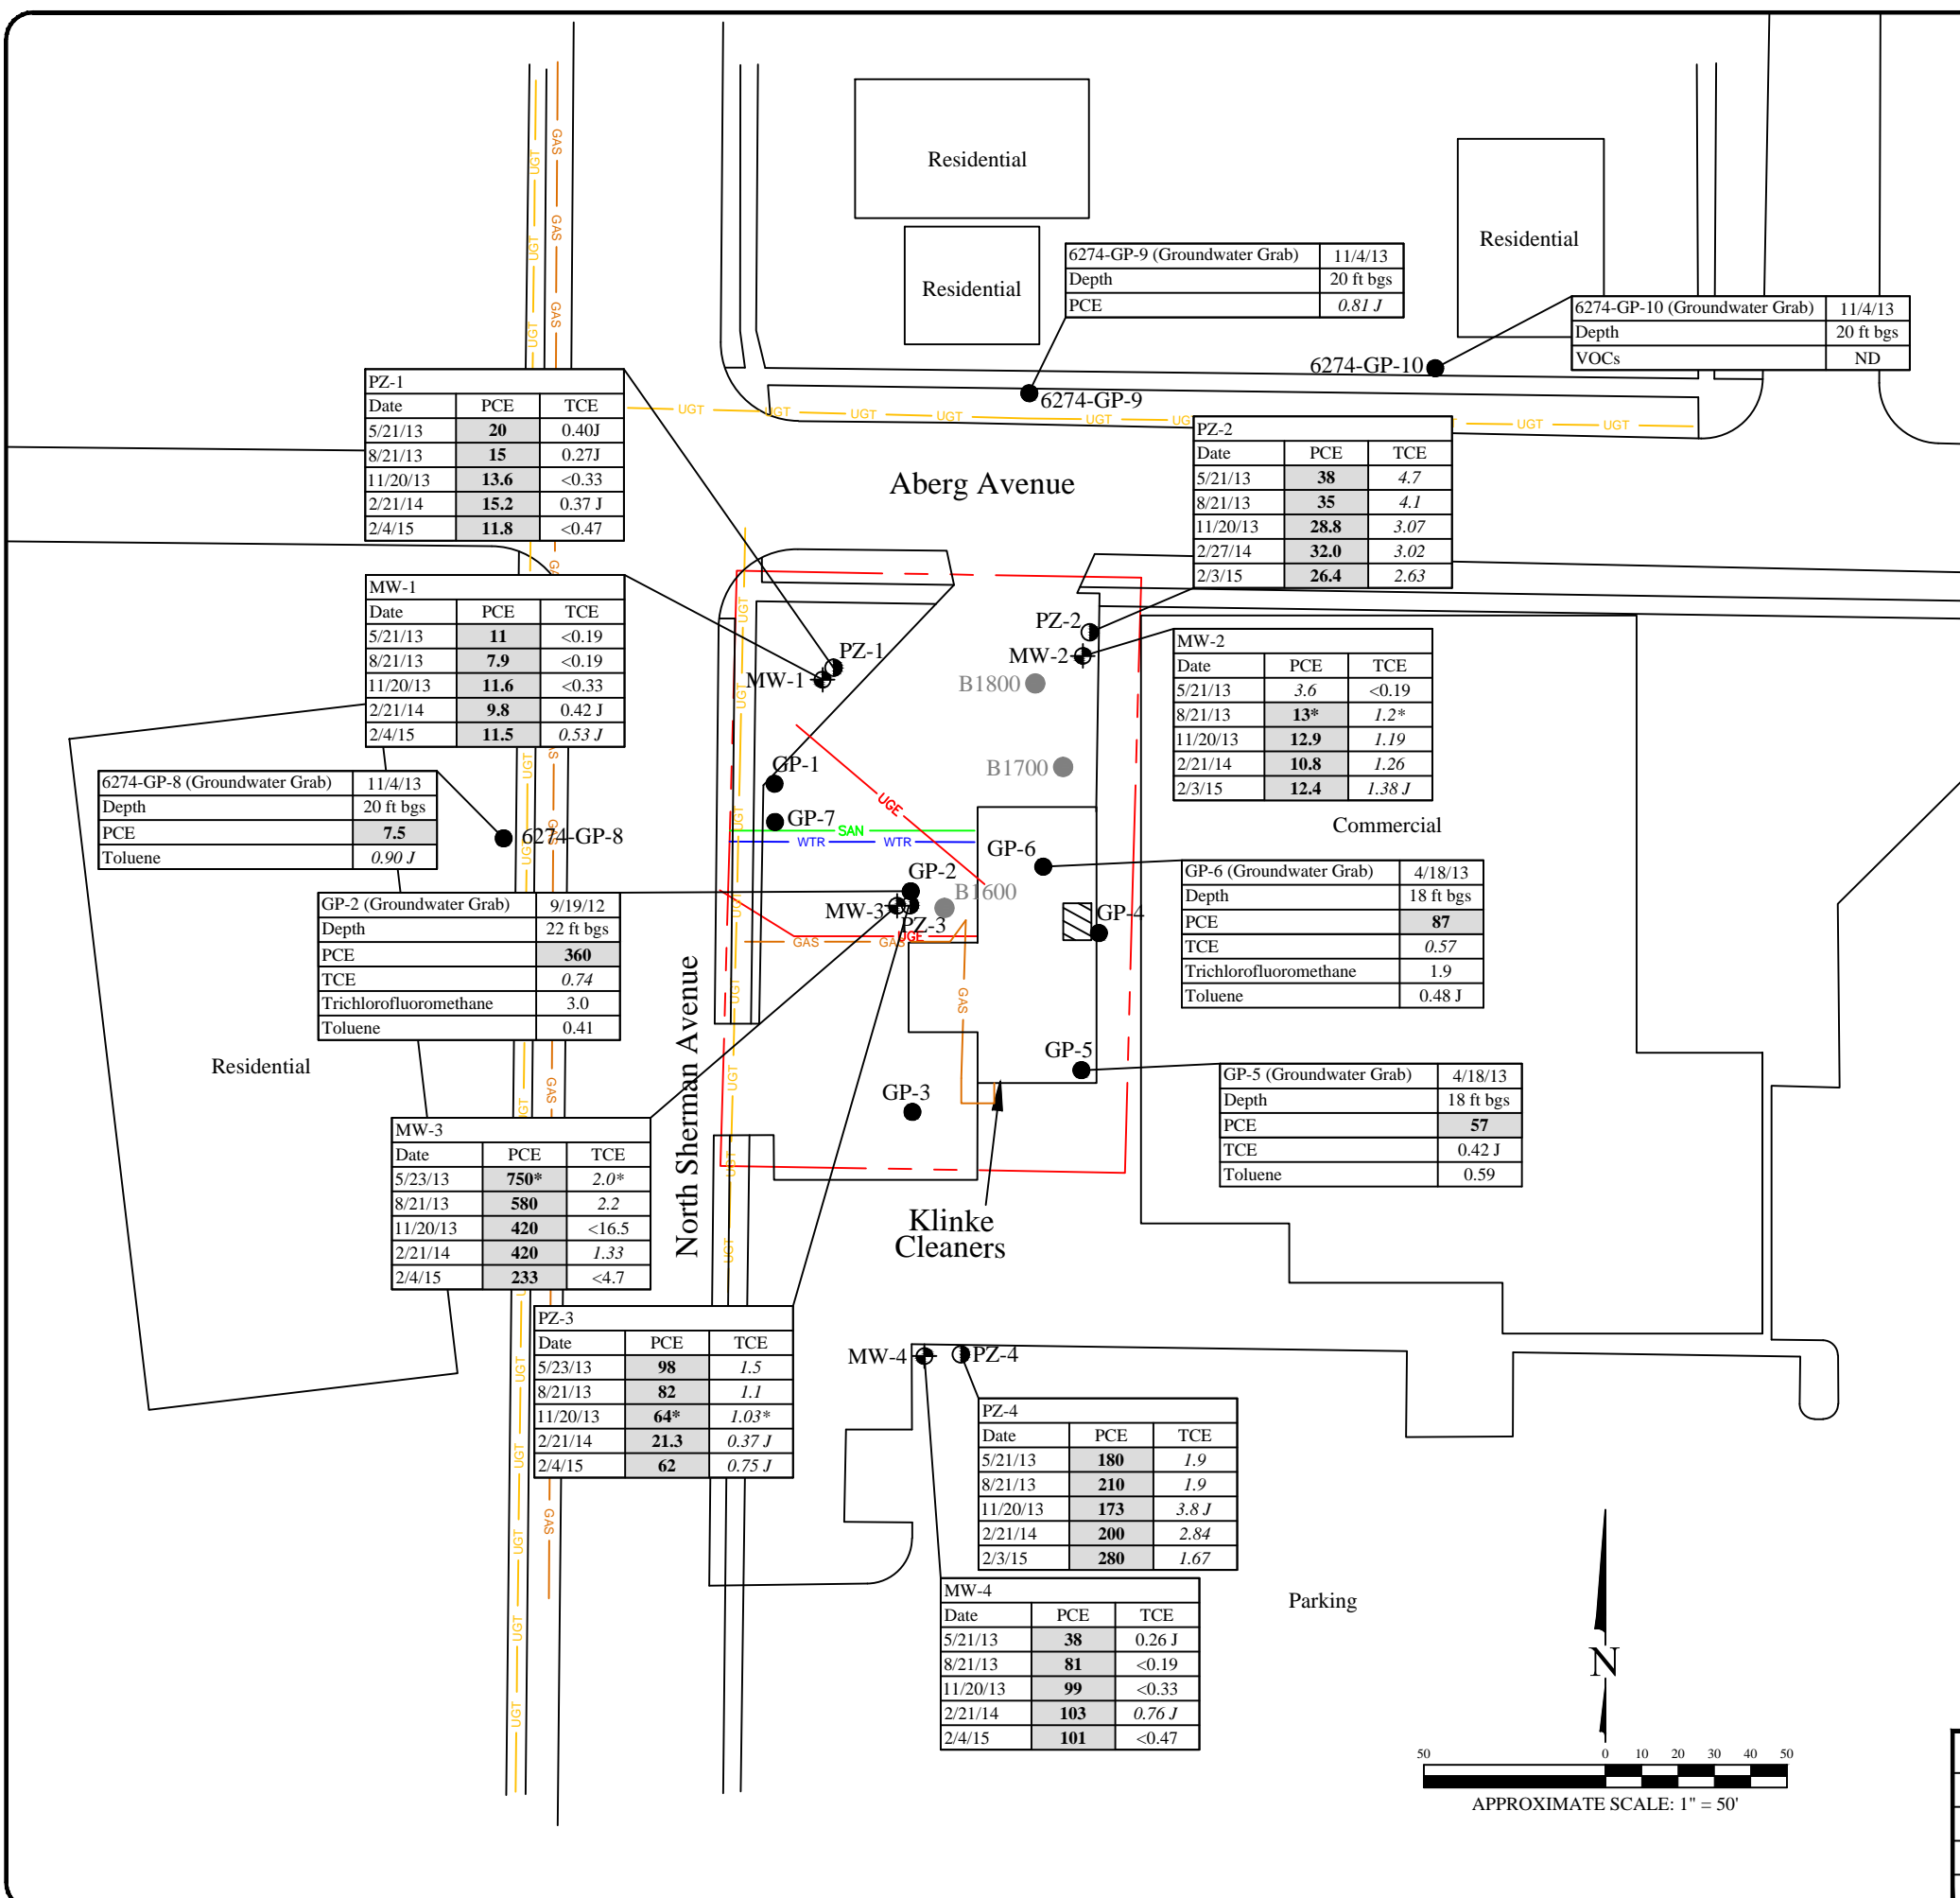 Residential
Residential
Residential
6274-GP-9 (Groundwater Grab) 11/4/13
Depth 20 ft bgs
PCE 0.81 J
6274-GP-10 (Groundwater Grab) 11/4/13
Depth 20 ft bgs
VOCs ND
6274-GP-10
6274-GP-9
UGT UGT UGT UGT UGT UGT UGT UGT
GAS GAS GAS
UGT UGT UGT
PZ-1
Date PCE TCE
5/21/13 20 0.40J
8/21/13 15 0.27J
11/20/13 13.6 <0.33
2/21/14 15.2 0.37 J
2/4/15 11.8 <0.47
Aberg Avenue
PZ-2
Date PCE TCE
5/21/13 38 4.7
8/21/13 35 4.1
11/20/13 28.8 3.07
2/27/14 32.0 3.02
2/3/15 26.4 2.63
MW-1
Date PCE TCE
5/21/13 11 <0.19
8/21/13 7.9 <0.19
11/20/13 11.6 <0.33
2/21/14 9.8 0.42 J
2/4/15 11.5 0.53 J
PZ-2
MW-2
PZ-1
MW-1
B1800
MW-2
Date PCE TCE
5/21/13 3.6 <0.19
8/21/13 13* 1.2*
11/20/13 12.9 1.19
2/21/14 10.8 1.26
2/3/15 12.4 1.38 J
B1700
GP-1
GP-7
UGE
SAN
WTR WTR
Commercial
6274-GP-8 (Groundwater Grab) 11/4/13
Depth 20 ft bgs
PCE 7.5
Toluene 0.90 J
6274-GP-8
GP-6
GP-6 (Groundwater Grab) 4/18/13
Depth 18 ft bgs
PCE 87
TCE 0.57
Trichlorofluoromethane 1.9
Toluene 0.48 J
GP-2
B1600
MW-3
PZ-3
GP-4
GAS GAS
UGE
GAS
GP-2 (Groundwater Grab) 9/19/12
Depth 22 ft bgs
PCE 360
TCE 0.74
Trichlorofluoromethane 3.0
Toluene 0.41
North Sherman Avenue
Residential
GP-5
GP-3
GP-5 (Groundwater Grab) 4/18/13
Depth 18 ft bgs
PCE 57
TCE 0.42 J
Toluene 0.59
MW-3
Date PCE TCE
5/23/13 750* 2.0*
8/21/13 580 2.2
11/20/13 420 <16.5
2/21/14 420 1.33
2/4/15 233 <4.7
Klinke
Cleaners
PZ-3
Date PCE TCE
5/23/13 98 1.5
8/21/13 82 1.1
11/20/13 64* 1.03*
2/21/14 21.3 0.37 J
2/4/15 62 0.75 J
MW-4
PZ-4
PZ-4
Date PCE TCE
5/21/13 180 1.9
8/21/13 210 1.9
11/20/13 173 3.8 J
2/21/14 200 2.84
2/3/15 280 1.67
MW-4
Date PCE TCE
5/21/13 38 0.26 J
8/21/13 81 <0.19
11/20/13 99 <0.33
2/21/14 103 0.76 J
2/4/15 101 <0.47
Parking
N
50 0 10 20 30 40 50
APPROXIMATE SCALE: 1" = 50'